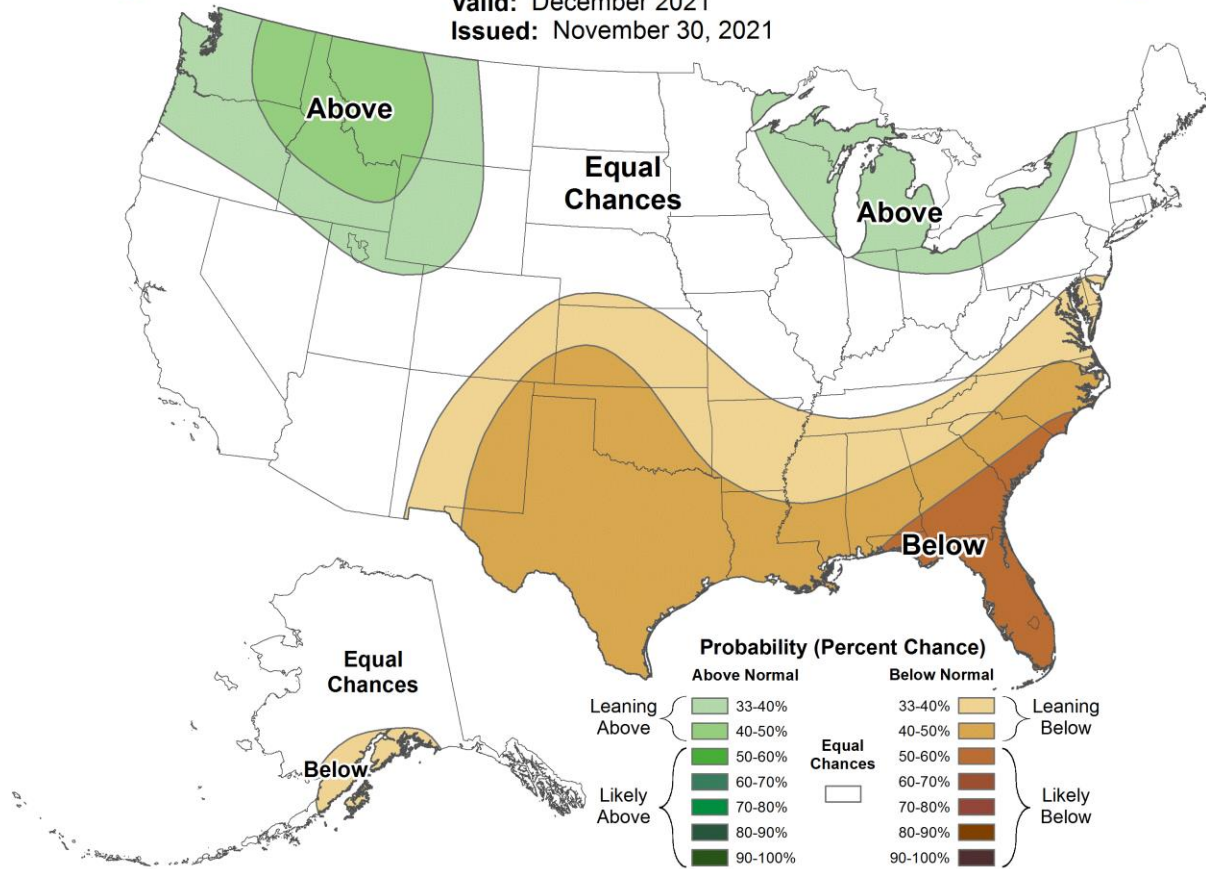 Valid: December 2021
Issued: November 30, 2021
Above
Equal
Chances
Above
Below
Equal
Chances
Below
Probability (Percent Chance)
Above Normal
Below Normal
Leaning
Above
33-40%
40-50%
Likely
Above
50-60%
60-70%
70-80%
80-90%
90-100%
Equal
Chances
33-40%
40-50%
Leaning
Below
50-60%
60-70%
70-80%
80-90%
90-100%
Likely
Below